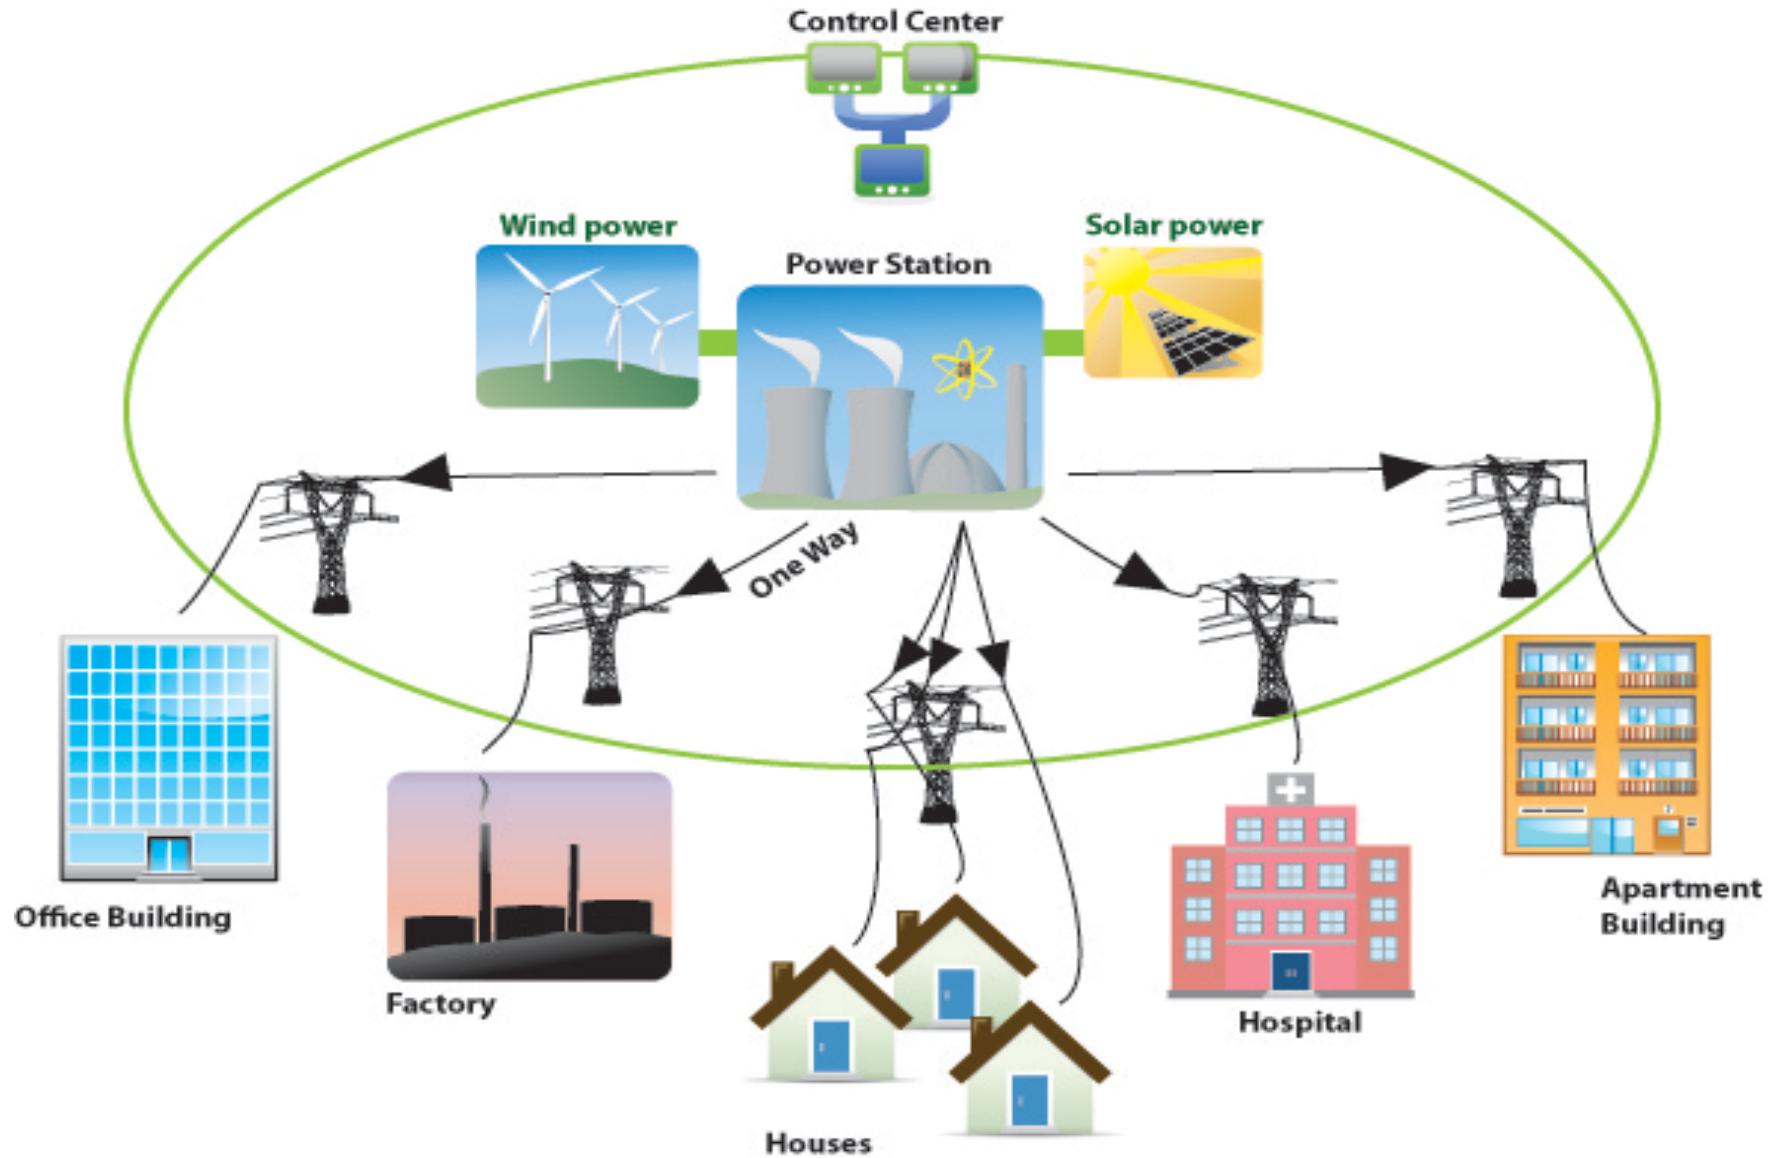 Control Center
Wind power
Solar power
Power Station
One Way
Office Building
Factory
Houses
Hospital
Apartment
Building